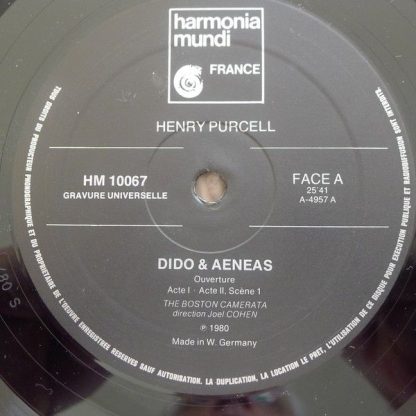 harmonia
mundi
FRANCE
HENRY PURCELL
HM 10067
GRAVURE UNIVERSELLE
FACE A
25'41
A-4957 A
DIDO & AENEAS
Ouverture
Acte I · Acte II, Scène 1
THE BOSTON CAMERATA
direction Joel COHEN
℗ 1980
Made in W. Germany
TOUS DROITS DU PRODUCTEUR PHONOGRAPHIQUE ET DU PROPRIETAIRE DE L'ŒUVRE ENREGISTREE RESERVES SAUF AUTORISATION. LA DUPLICATION, LA LOCATION, LE PRET, L'UTILISATION DE CE DISQUE POUR EXECUTION PUBLIQUE ET RADIODIFFUSION SONT INTERDITS.